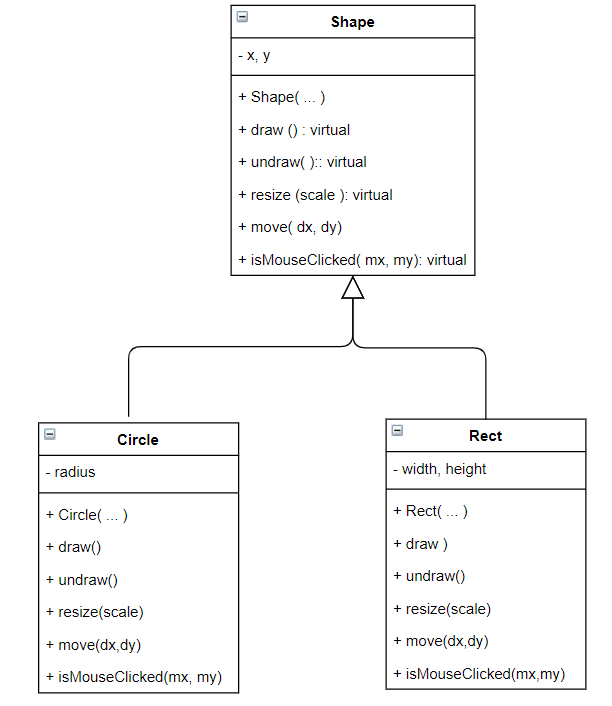 Shape
- x, y
+ Shape( ... )
+ draw () : virtual
+ undraw( ):: virtual
+ resize (scale ): virtual
+ move( dx, dy)
+ isMouseClicked( mx, my): virtual
Circle
- radius
+ Circle( ... )
+ draw()
+ undraw()
+ resize(scale)
+ move(dx,dy)
+ isMouseClicked(mx, my)
Rect
- width, height
+ Rect( ... )
+ draw )
+ undraw()
+ resize(scale)
+ move(dx,dy)
+ isMouseClicked(mx,my)